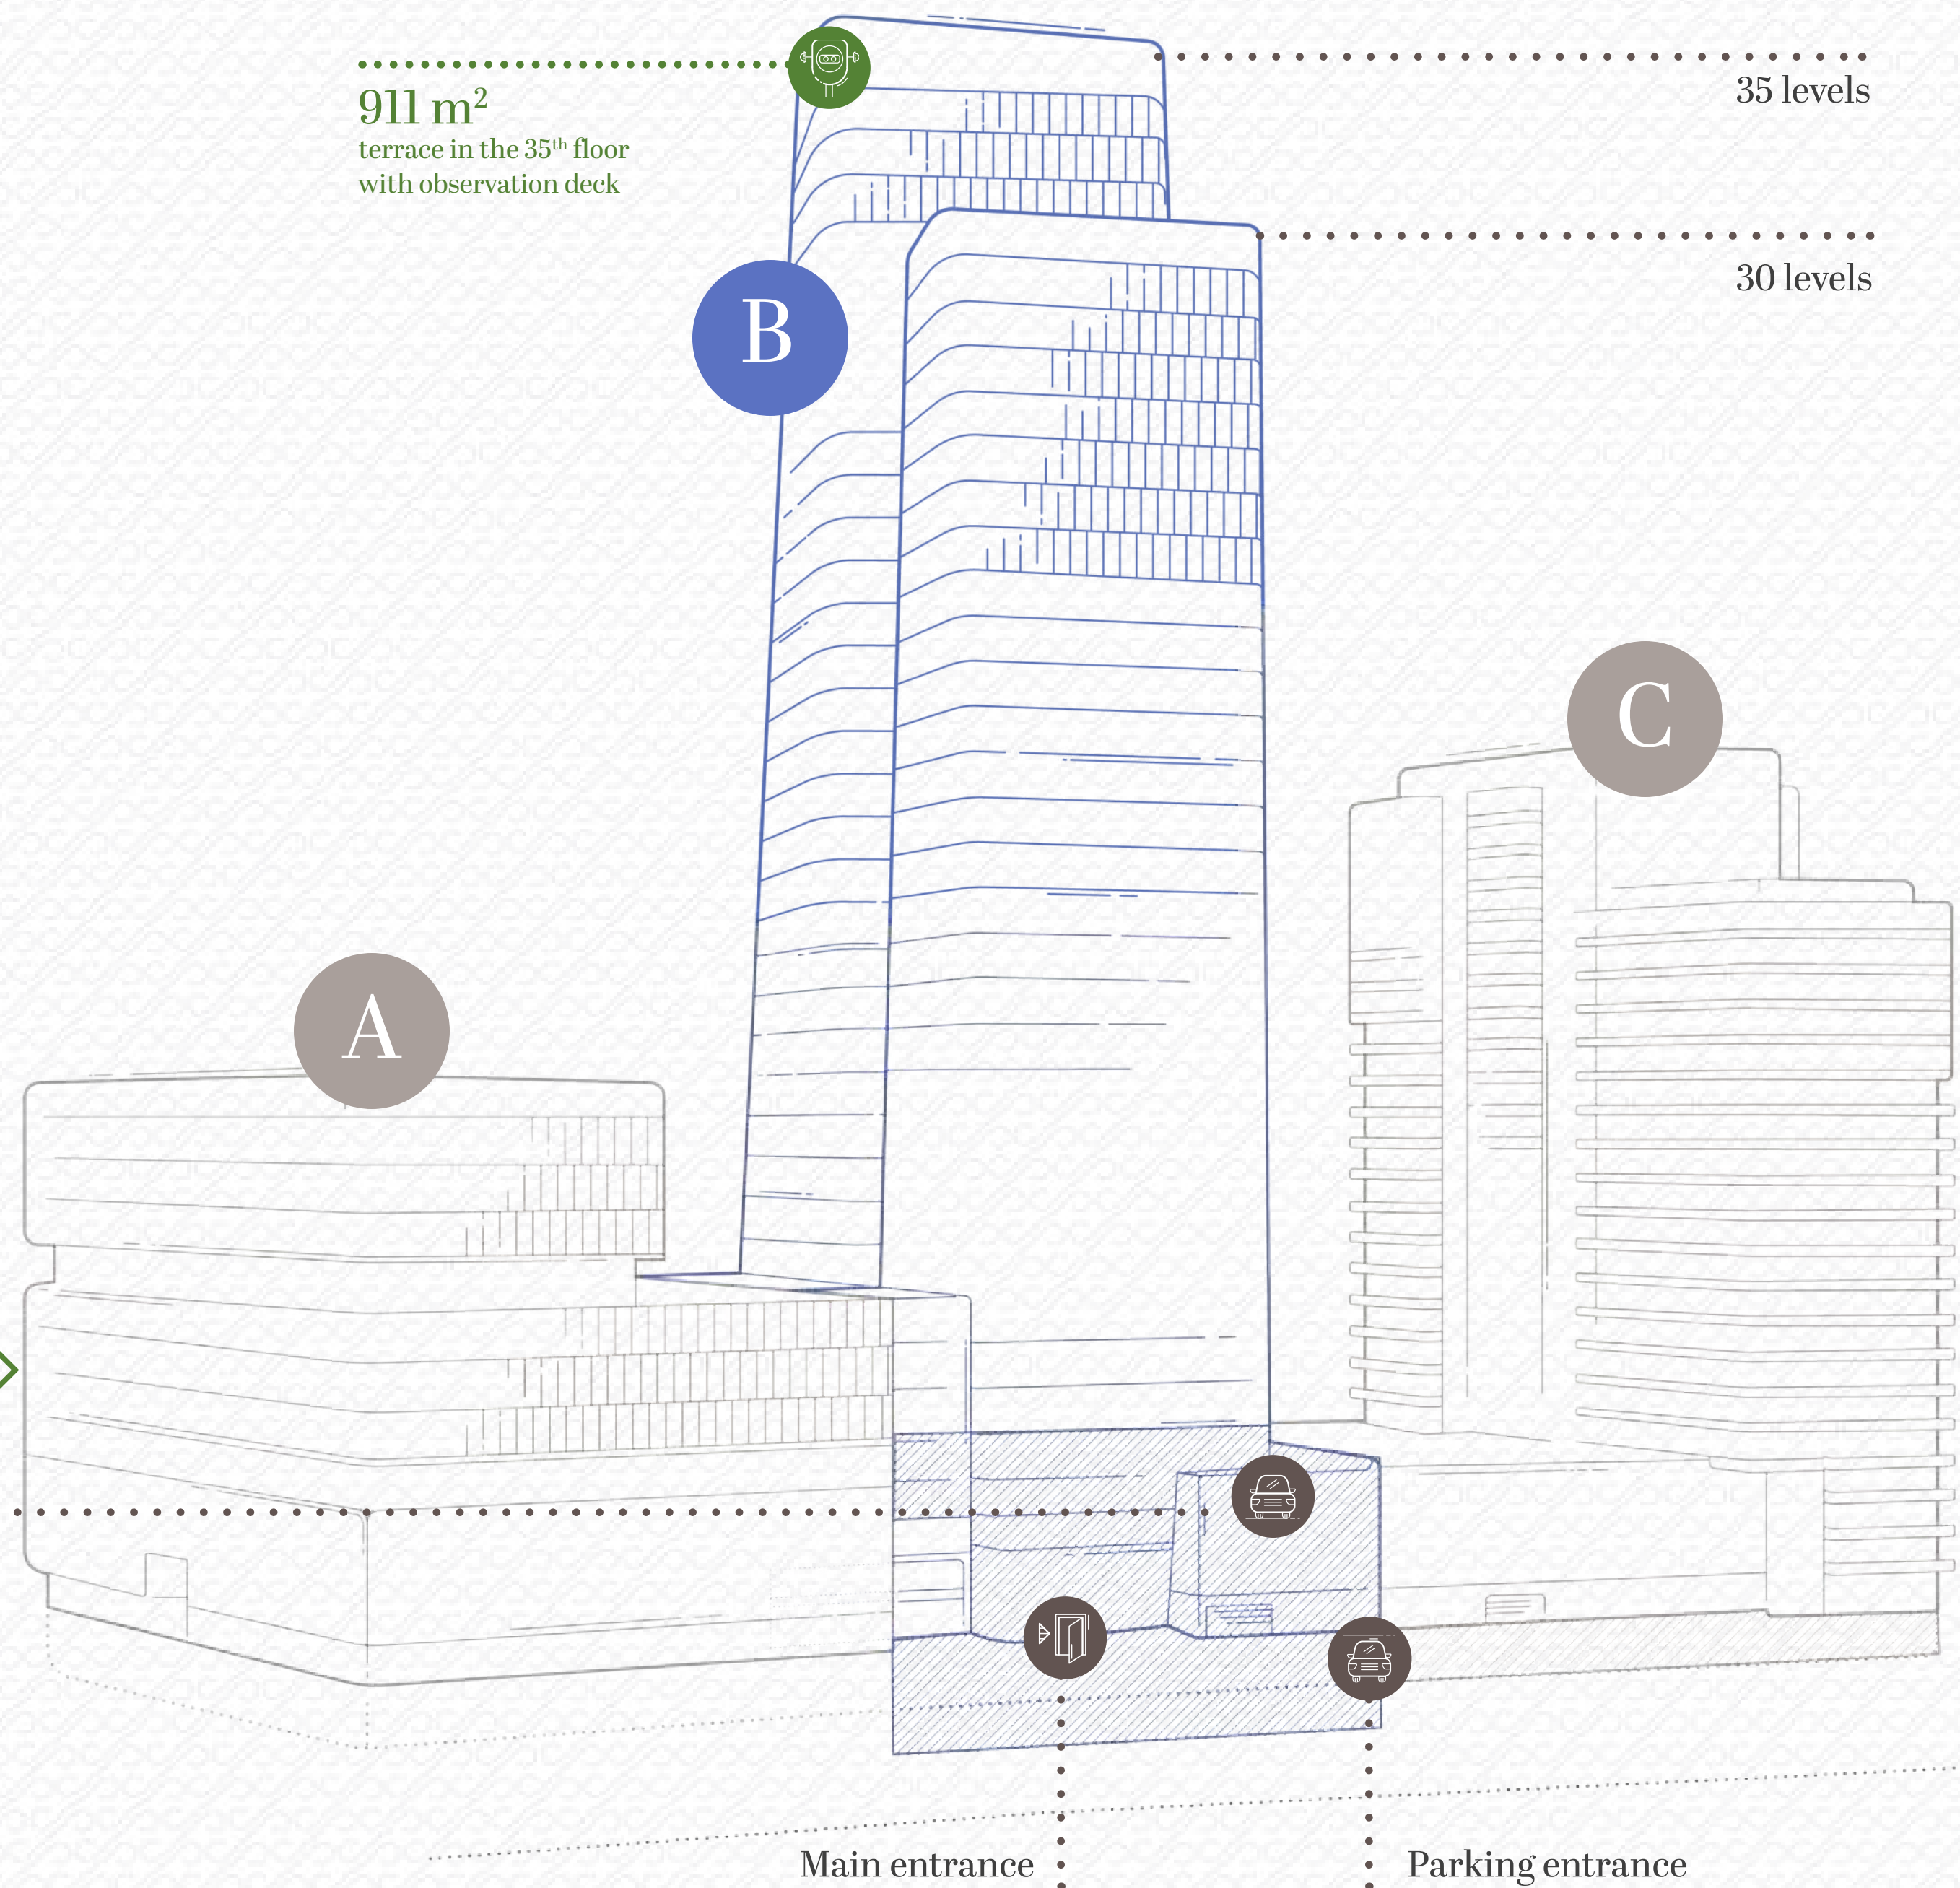 911 m²
terrace in the 35th floor
with observation deck
35 levels
30 levels
B
C
A
Main entrance
Parking entrance